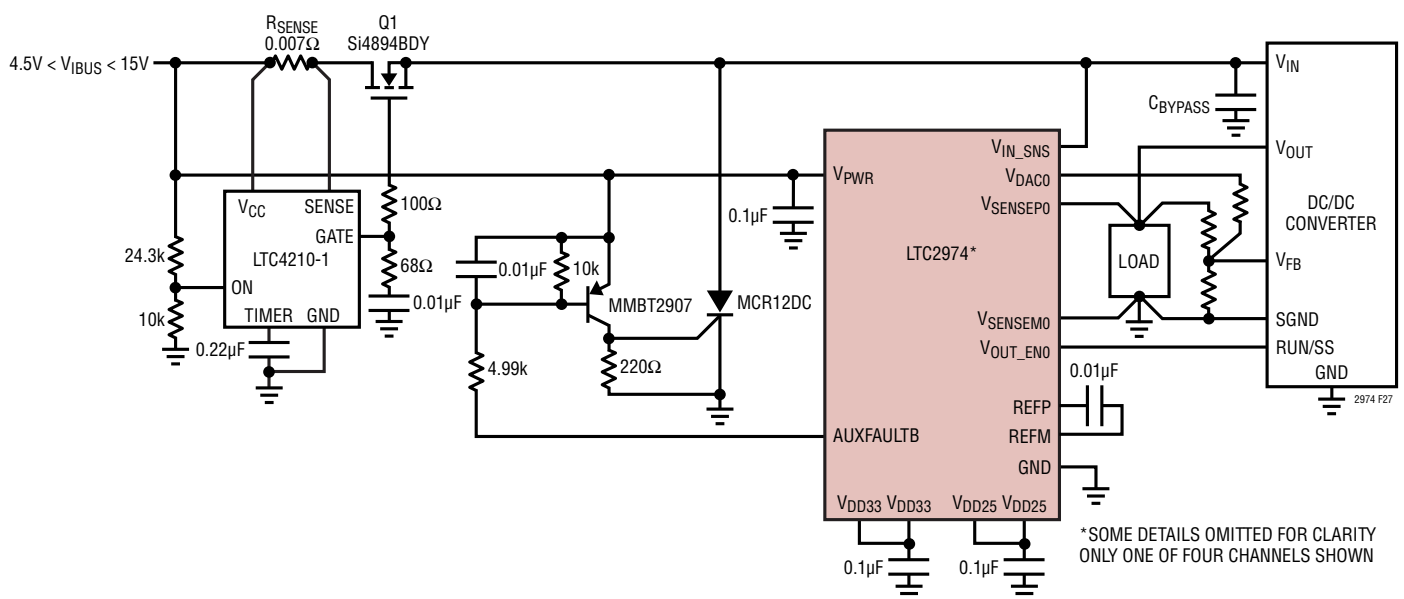 RSENSE
0.007Ω
Q1
Si4894BDY
4.5V < VIBUS < 15V
VCC
SENSE
GATE
LTC4210-1
ON
TIMER
GND
24.3k
10k
0.22µF
100Ω
68Ω
0.01µF
0.01µF
10k
MMBT2907
4.99k
220Ω
MCR12DC
0.1µF
VPWR
AUXFAULTB
LTC2974*
VIN_SNS
VDAC0
VSENSEP0
VSENSEM0
VOUT_EN0
REFP
REFM
GND
VDD33
VDD33
VDD25
VDD25
0.1µF
0.1µF
0.01µF
LOAD
CBYPASS
VIN
VOUT
DC/DC
CONVERTER
VFB
SGND
RUN/SS
GND
2974 F27
*SOME DETAILS OMITTED FOR CLARITY
ONLY ONE OF FOUR CHANNELS SHOWN